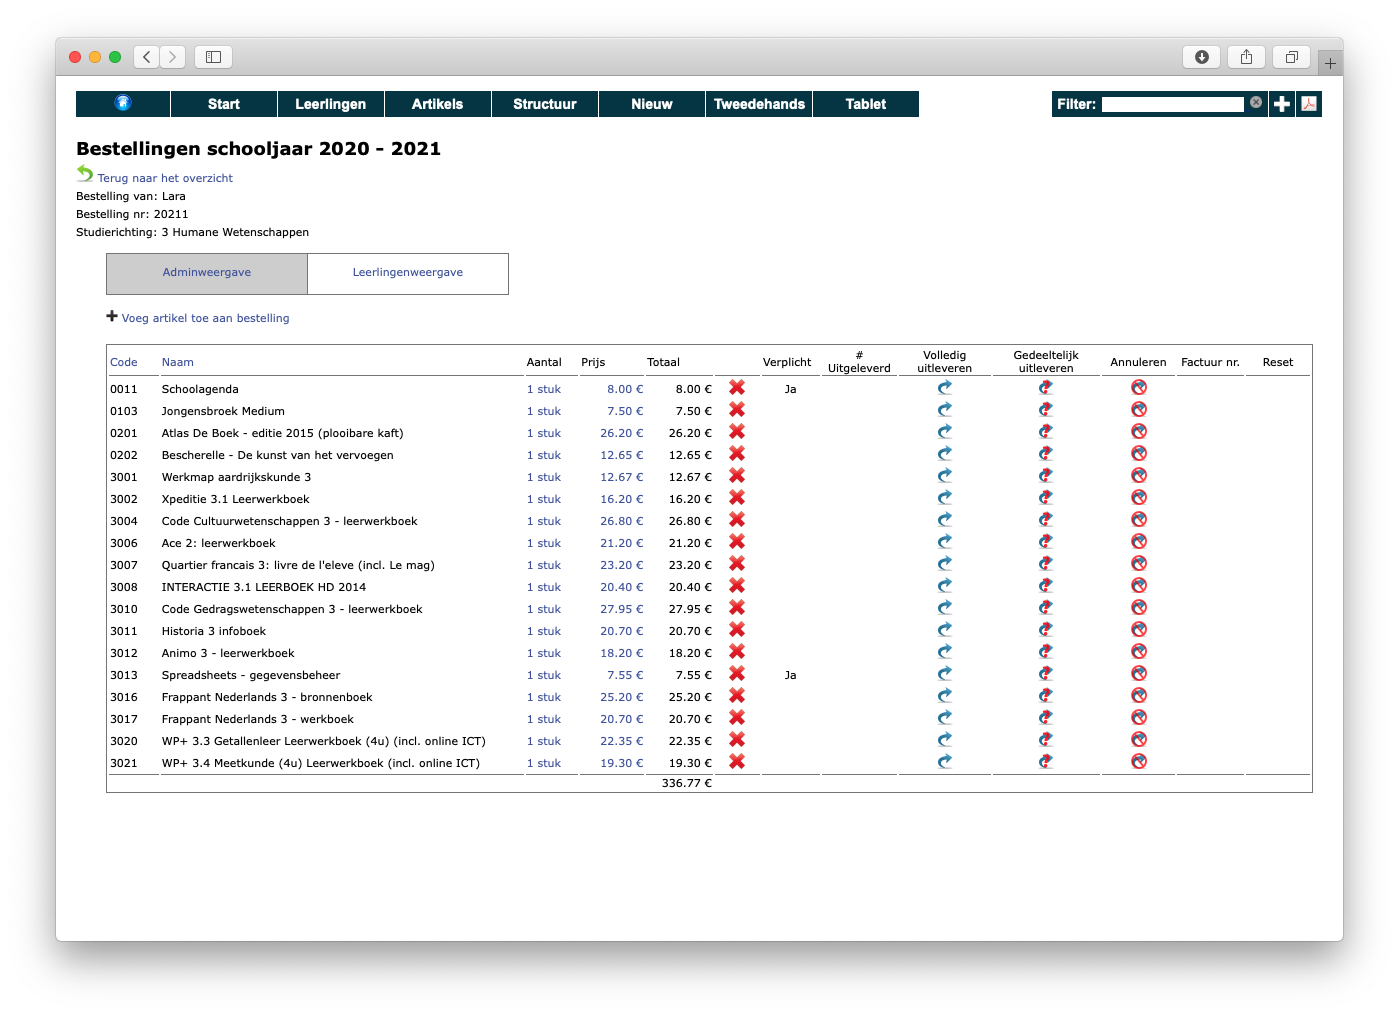 Start Leerlingen Artikels Structuur Nieuw Tweedehands Tablet Filter:
Bestellingen schooljaar 2020 - 2021
Terug naar het overzicht
Bestelling van: Lara
Bestelling nr: 20211
Studierichting: 3 Humane Wetenschappen
Adminweergave Leerlingenweergave
Voeg artikel toe aan bestelling
Code Naam Aantal Prijs Totaal Verplicht # Uitgeleverd Volledig uitleveren Gedeeltelijk uitleveren Annuleren Factuur nr. Reset
0011 Schoolagenda 1 stuk 8.00 € 8.00 € Ja
0103 Jongensbroek Medium 1 stuk 7.50 € 7.50 €
0201 Atlas De Boek - editie 2015 (plooibare kaft) 1 stuk 26.20 € 26.20 €
0202 Bescherelle - De kunst van het vervoegen 1 stuk 12.65 € 12.65 €
3001 Werkmap aardrijkskunde 3 1 stuk 12.67 € 12.67 €
3002 Xpeditie 3.1 Leerwerkboek 1 stuk 16.20 € 16.20 €
3004 Code Cultuurwetenschappen 3 - leerwerkboek 1 stuk 26.80 € 26.80 €
3006 Ace 2: leerwerkboek 1 stuk 21.20 € 21.20 €
3007 Quartier francais 3: livre de l'eleve (incl. Le mag) 1 stuk 23.20 € 23.20 €
3008 INTERACTIE 3.1 LEERBOEK HD 2014 1 stuk 20.40 € 20.40 €
3010 Code Gedragswetenschappen 3 - leerwerkboek 1 stuk 27.95 € 27.95 €
3011 Historia 3 infoboek 1 stuk 20.70 € 20.70 €
3012 Animo 3 - leerwerkboek 1 stuk 18.20 € 18.20 €
3013 Spreadsheets - gegevensbeheer 1 stuk 7.55 € 7.55 € Ja
3016 Frappant Nederlands 3 - bronnenboek 1 stuk 25.20 € 25.20 €
3017 Frappant Nederlands 3 - werkboek 1 stuk 20.70 € 20.70 €
3020 WP+ 3.3 Getallenleer Leerwerkboek (4u) (incl. online ICT) 1 stuk 22.35 € 22.35 €
3021 WP+ 3.4 Meetkunde (4u) Leerwerkboek (incl. online ICT) 1 stuk 19.30 € 19.30 €
336.77 €